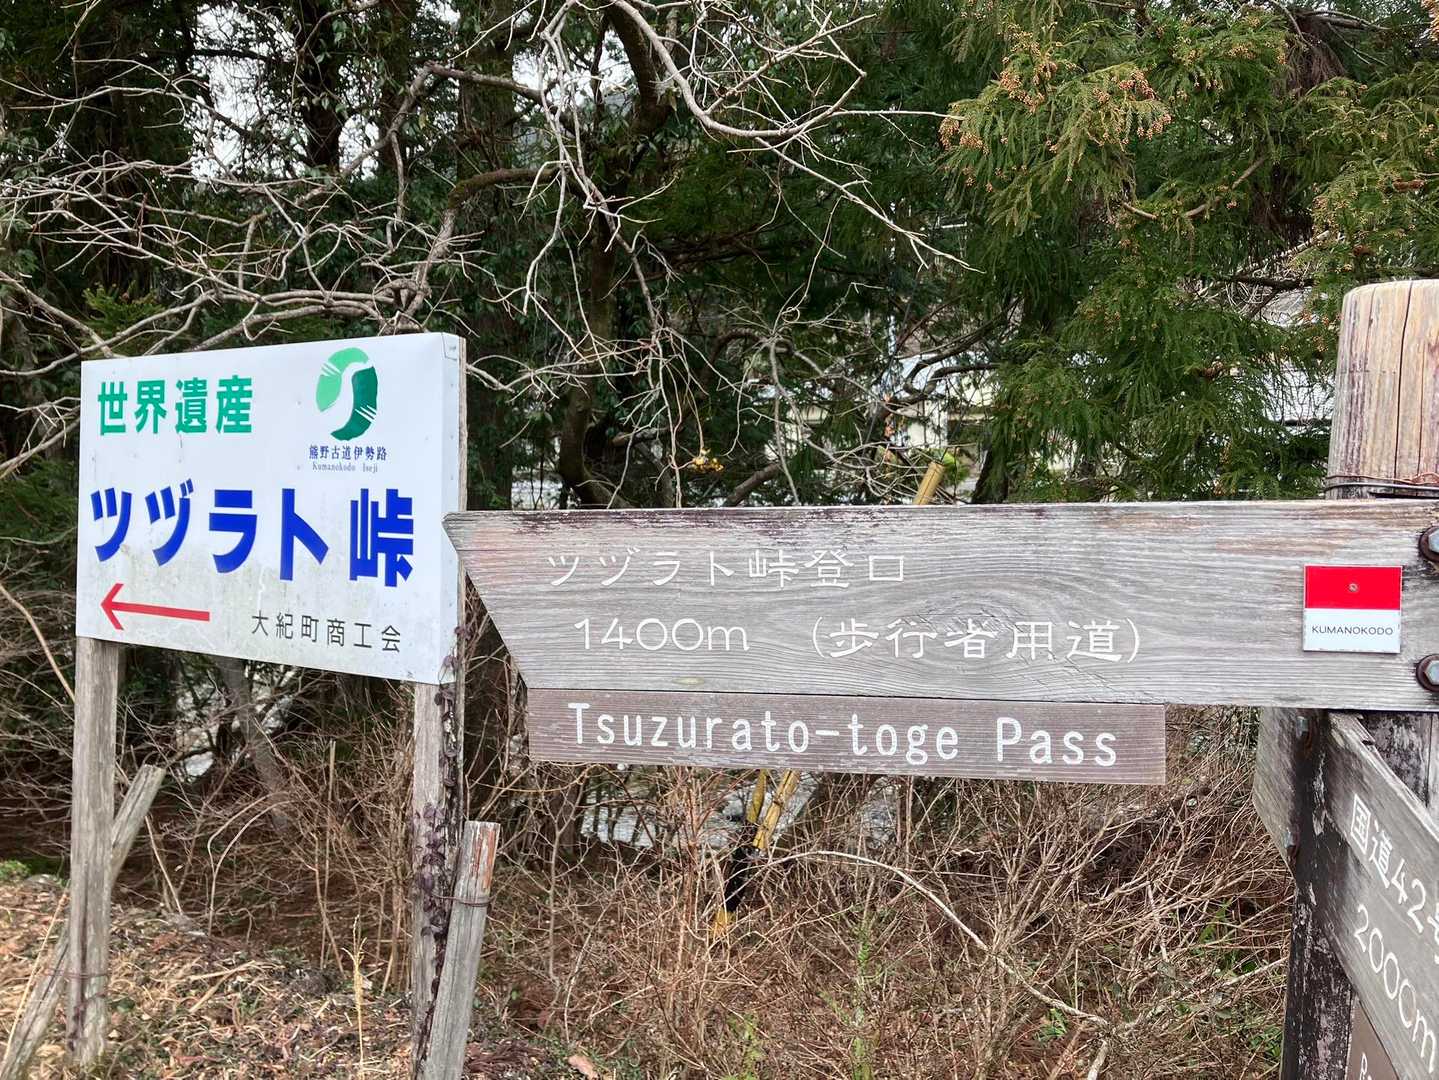 世界遺産
熊野古道伊勢路
Kumanokodo Iseji
ツヅラト峠
大紀町商工会
ツヅラト峠登口
1400m (歩行者用道)
KUMANOKODO
Tsuzurato-toge Pass
国道42号
2000m